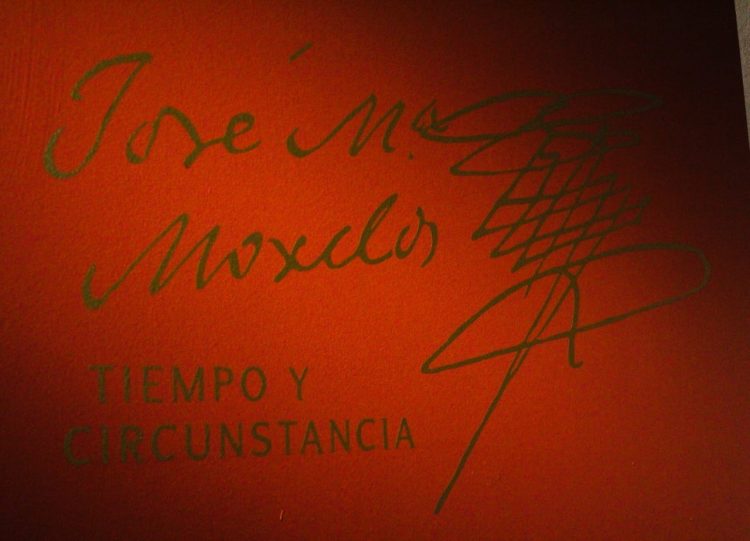 José M.a
Morelos
TIEMPO Y
CIRCUNSTANCIA